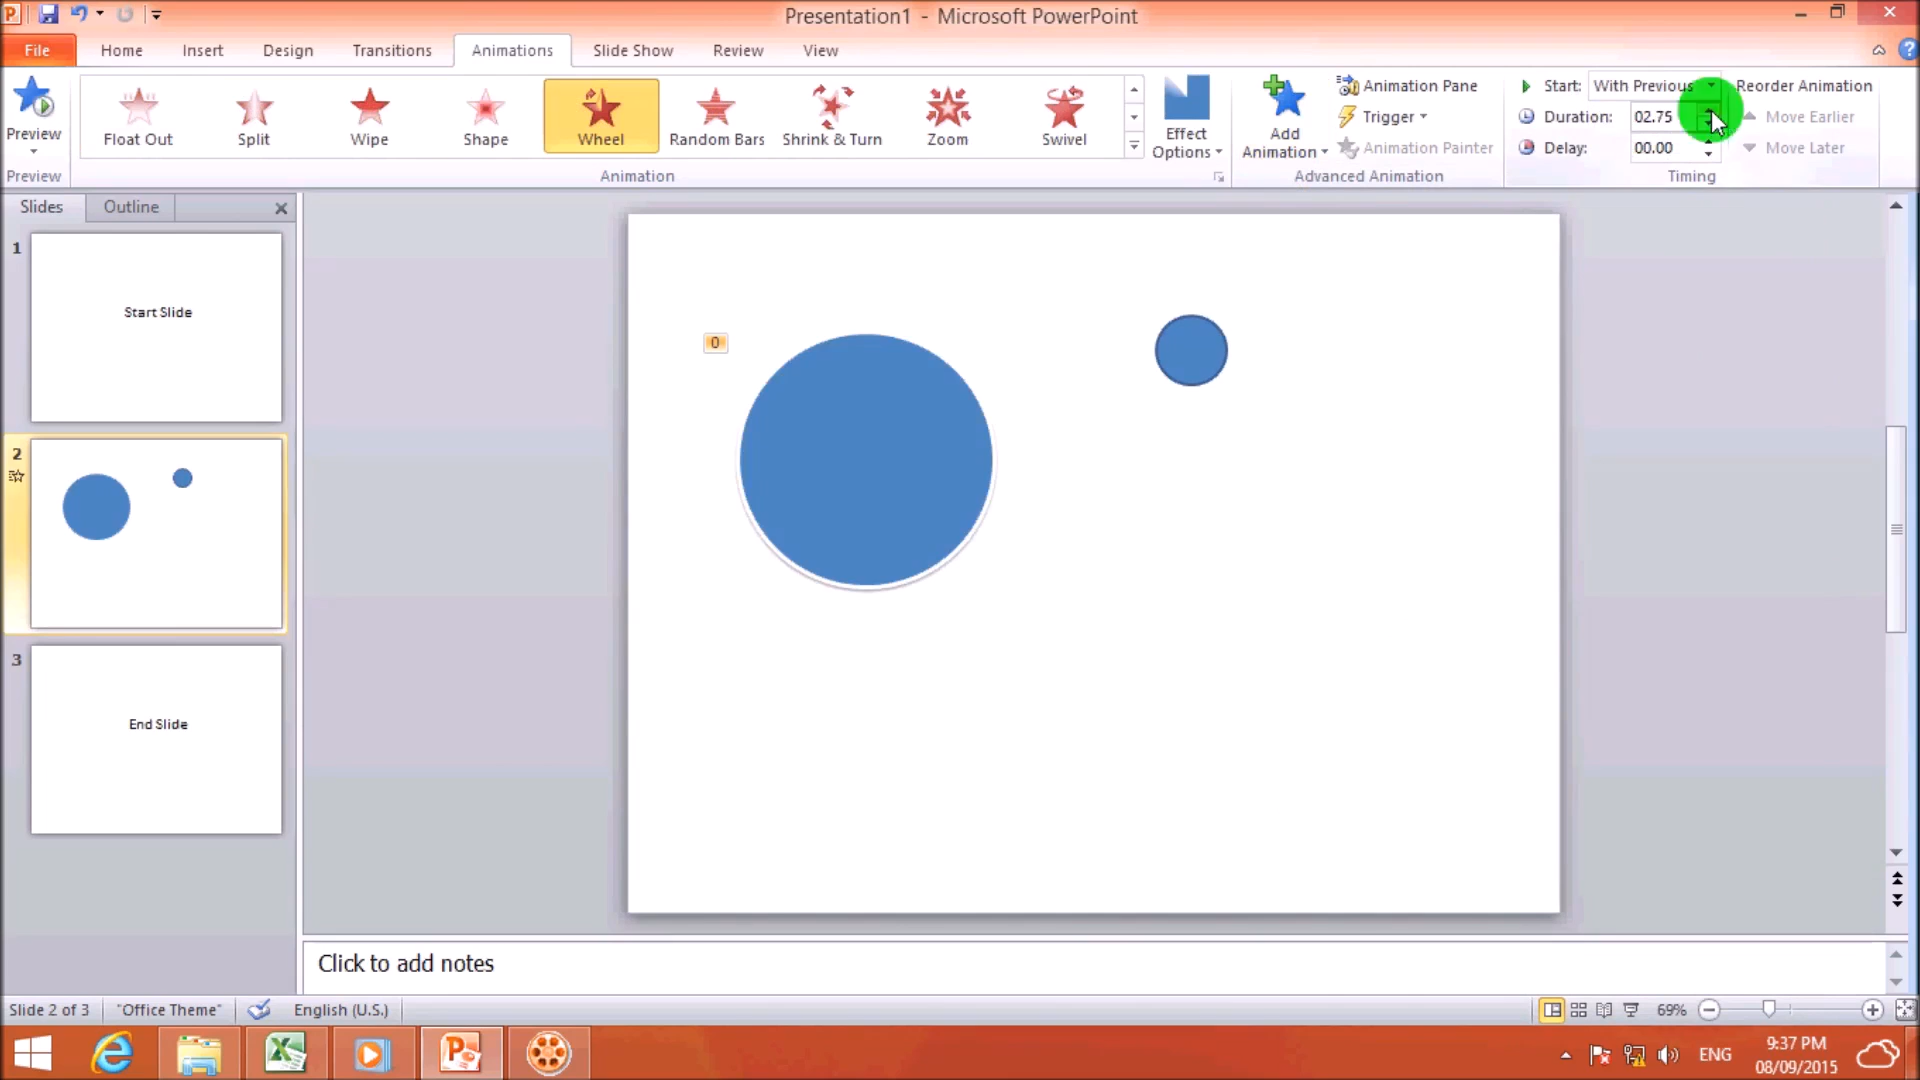 Presentation1 - Microsoft PowerPoint
File Home Insert Design Transitions Animations Slide Show Review View
Preview
Preview
Float Out Split Wipe Shape Wheel Random Bars Shrink & Turn Zoom Swivel
Animation
Effect
Options
Add
Animation
Animation Pane
Trigger
Animation Painter
Advanced Animation
Start: With Previous
Duration: 02.75
Delay: 00.00
Reorder Animation
Move Earlier
Move Later
Timing
Slides Outline
1
Start Slide
2
3
End Slide
0
Click to add notes
Slide 2 of 3 "Office Theme" English (U.S.) 69%
ENG
9:37 PM
08/09/2015